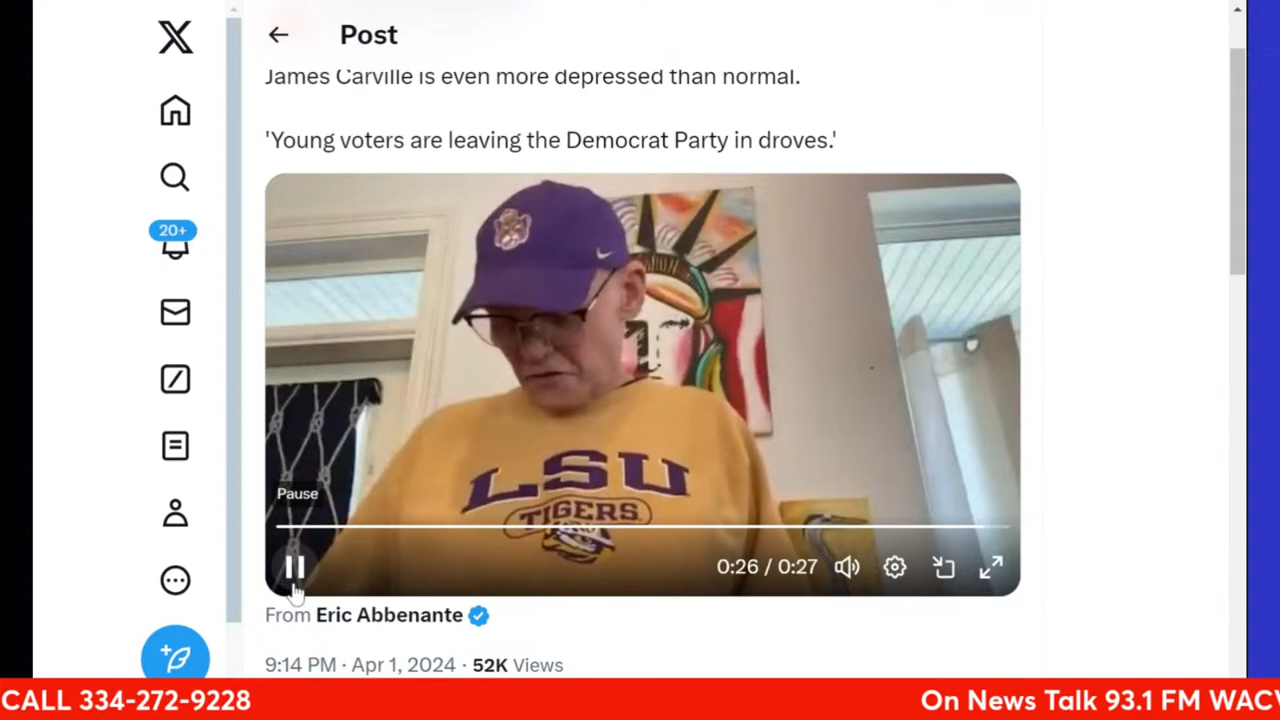 Post
James Carville is even more depressed than normal.
'Young voters are leaving the Democrat Party in droves.'
20+
LSU
TIGERS
Pause
0:26 / 0:27
From Eric Abbenante
9:14 PM · Apr 1, 2024 · 52K Views
CALL 334-272-9228
On News Talk 93.1 FM WACV